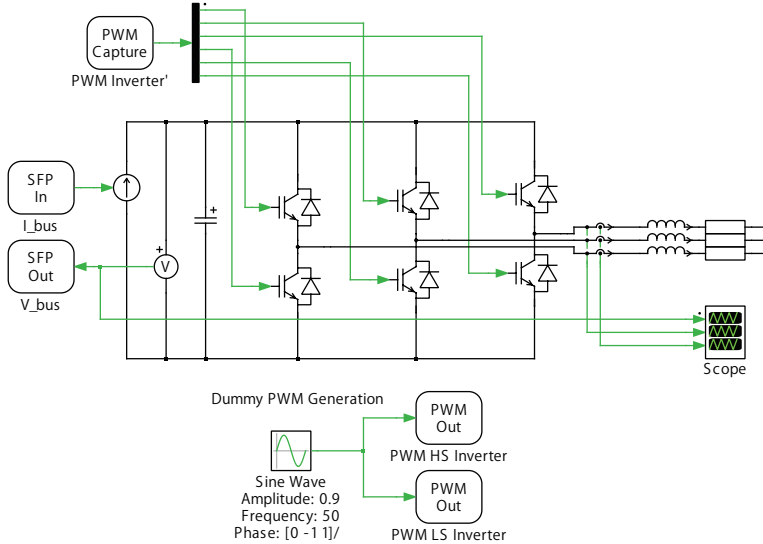 PWM
Capture
PWM Inverter'
SFP
In
I_bus
SFP
Out
V_bus
+
V
+
Scope
Dummy PWM Generation
Sine Wave
Amplitude: 0.9
Frequency: 50
Phase: [0 -1 1]/
PWM
Out
PWM HS Inverter
PWM
Out
PWM LS Inverter